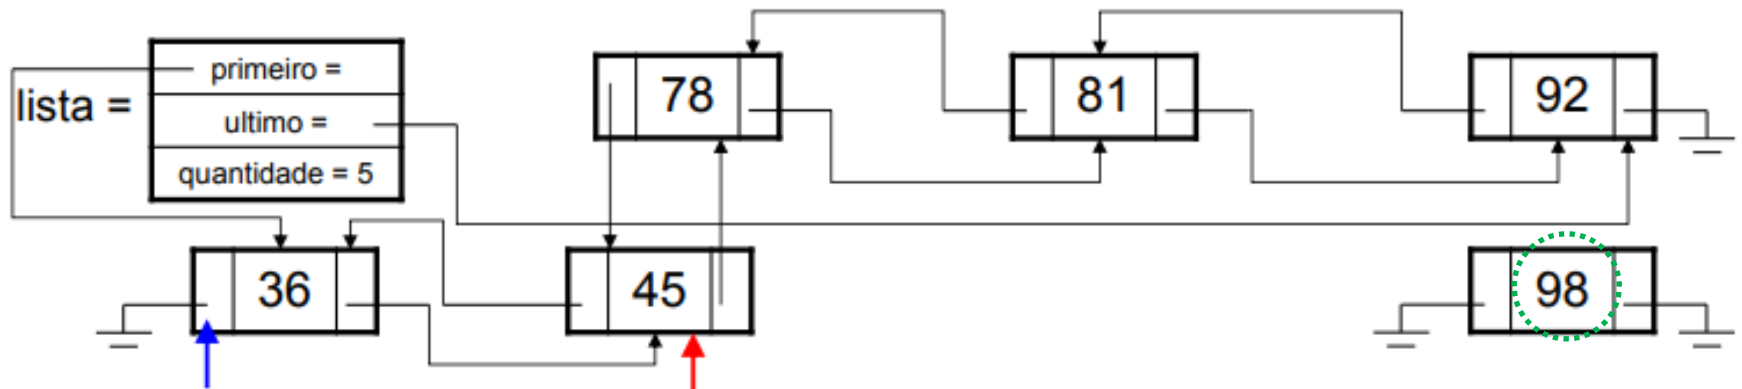 lista =
primeiro =
ultimo =
quantidade = 5
78
81
92
36
45
98